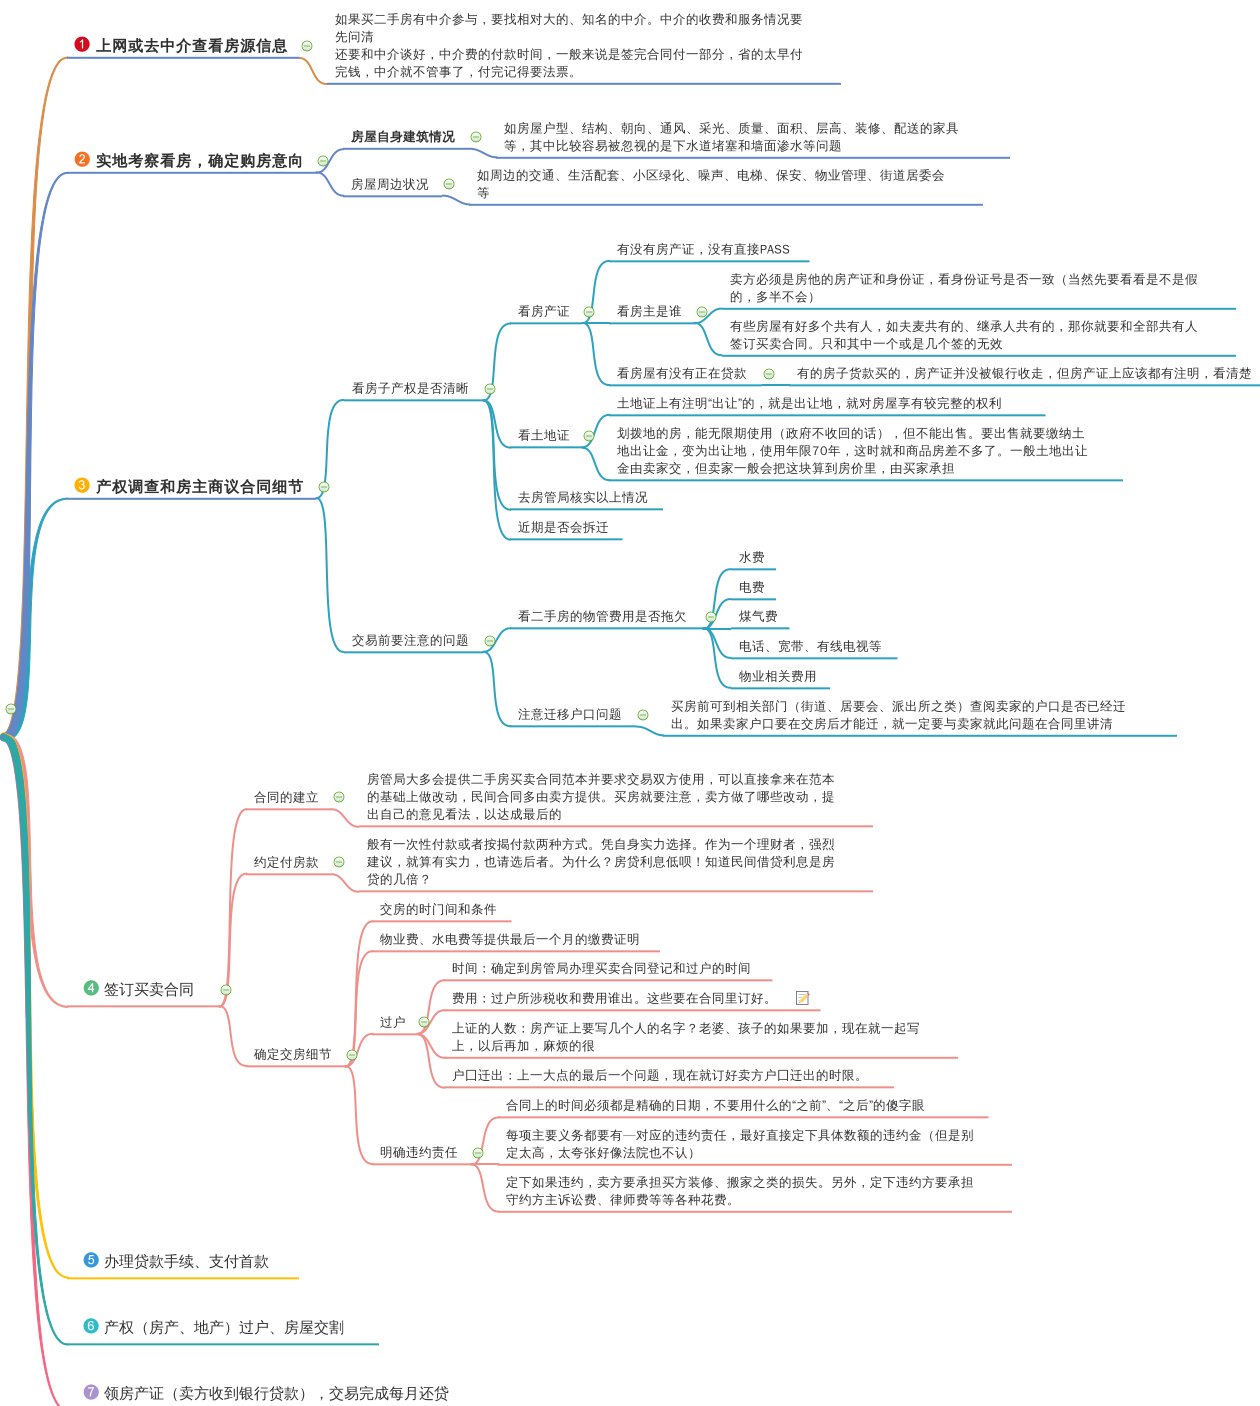 1 上网或去中介查看房源信息
如果买二手房有中介参与，要找相对大的、知名的中介。中介的收费和服务情况要
先问清
还要和中介谈好，中介费的付款时间，一般来说是签完合同付一部分，省的太早付
完钱，中介就不管事了，付完记得要法票。
2 实地考察看房，确定购房意向
房屋自身建筑情况
如房屋户型、结构、朝向、通风、采光、质量、面积、层高、装修、配送的家具
等，其中比较容易被忽视的是下水道堵塞和墙面渗水等问题
房屋周边状况
如周边的交通、生活配套、小区绿化、噪声、电梯、保安、物业管理、街道居委会
等
3 产权调查和房主商议合同细节
看房子产权是否清晰
看房产证
有没有房产证，没有直接PASS
看房主是谁
卖方必须是房他的房产证和身份证，看身份证号是否一致（当然先要看看是不是假
的，多半不会）
有些房屋有好多个共有人，如夫麦共有的、继承人共有的，那你就要和全部共有人
签订买卖合同。只和其中一个或是几个签的无效
看房屋有没有正在贷款
有的房子货款买的，房产证并没被银行收走，但房产证上应该都有注明，看清楚
看土地证
土地证上有注明“出让”的，就是出让地，就对房屋享有较完整的权利
划拨地的房，能无限期使用（政府不收回的话），但不能出售。要出售就要缴纳土
地出让金，变为出让地，使用年限70年，这时就和商品房差不多了。一般土地出让
金由卖家交，但卖家一般会把这块算到房价里，由买家承担
去房管局核实以上情况
近期是否会拆迁
交易前要注意的问题
看二手房的物管费用是否拖欠
水费
电费
煤气费
电话、宽带、有线电视等
物业相关费用
注意迁移户口问题
买房前可到相关部门（街道、居要会、派出所之类）查阅卖家的户口是否已经迁
出。如果卖家户口要在交房后才能迁，就一定要与卖家就此问题在合同里讲清
4 签订买卖合同
合同的建立
房管局大多会提供二手房买卖合同范本并要求交易双方使用，可以直接拿来在范本
的基础上做改动，民间合同多由卖方提供。买房就要注意，卖方做了哪些改动，提
出自己的意见看法，以达成最后的
约定付房款
般有一次性付款或者按揭付款两种方式。凭自身实力选择。作为一个理财者，强烈
建议，就算有实力，也请选后者。为什么？房贷利息低呗！知道民间借贷利息是房
贷的几倍？
确定交房细节
交房的时门间和条件
物业费、水电费等提供最后一个月的缴费证明
过户
时间：确定到房管局办理买卖合同登记和过户的时间
费用：过户所涉税收和费用谁出。这些要在合同里订好。
上证的人数：房产证上要写几个人的名字？老婆、孩子的如果要加，现在就一起写
上，以后再加，麻烦的很
户口迁出：上一大点的最后一个问题，现在就订好卖方户口迁出的时限。
明确违约责任
合同上的时间必须都是精确的日期，不要用什么的“之前”、“之后”的傻字眼
每项主要义务都要有一对应的违约责任，最好直接定下具体数额的违约金（但是别
定太高，太夸张好像法院也不认）
定下如果违约，卖方要承担买方装修、搬家之类的损失。另外，定下违约方要承担
守约方主诉讼费、律师费等等各种花费。
5 办理贷款手续、支付首款
6 产权（房产、地产）过户、房屋交割
7 领房产证（卖方收到银行贷款），交易完成每月还贷